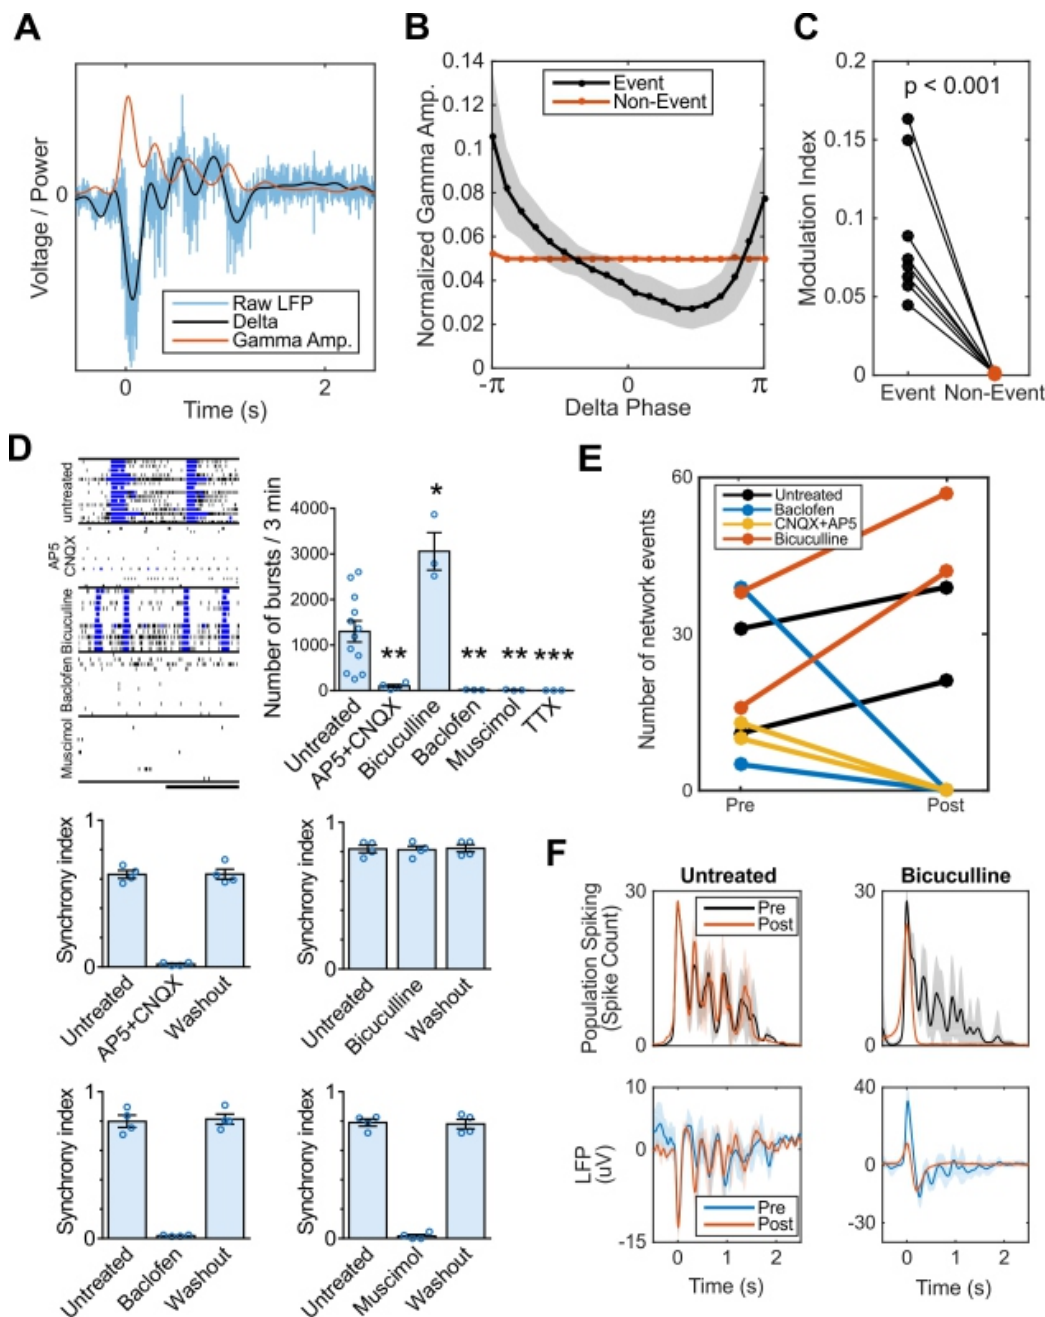 A
Voltage / Power
0
Raw LFP
Delta
Gamma Amp.
0
2
Time (s)
B
Normalized Gamma Amp.
0.14
0.12
0.1
0.08
0.06
0.04
0.02
0
Event
Non-Event
-π
0
π
Delta Phase
C
Modulation Index
0.2
0.15
0.1
0.05
0
p < 0.001
Event
Non-Event
D
untreated
AP5
CNQX
Bicuculine
Baclofen
Muscimol
Number of bursts / 3 min
4000
3000
2000
1000
0
*
**
**
**
***
Untreated
AP5+CNQX
Bicuculline
Baclofen
Muscimol
TTX
Synchrony index
1
0
Untreated
AP5+CNQX
Washout
Synchrony index
1
0
Untreated
Bicuculline
Washout
Synchrony index
1
0
Untreated
Baclofen
Washout
Synchrony index
1
0
Untreated
Muscimol
Washout
E
Number of network events
60
30
0
Untreated
Baclofen
CNQX+AP5
Bicuculline
Pre
Post
F
Untreated
Bicuculline
Population Spiking
(Spike Count)
30
0
Pre
Post
30
0
LFP
(uV)
10
0
-15
Pre
Post
0
1
2
Time (s)
40
0
-30
0
1
2
Time (s)